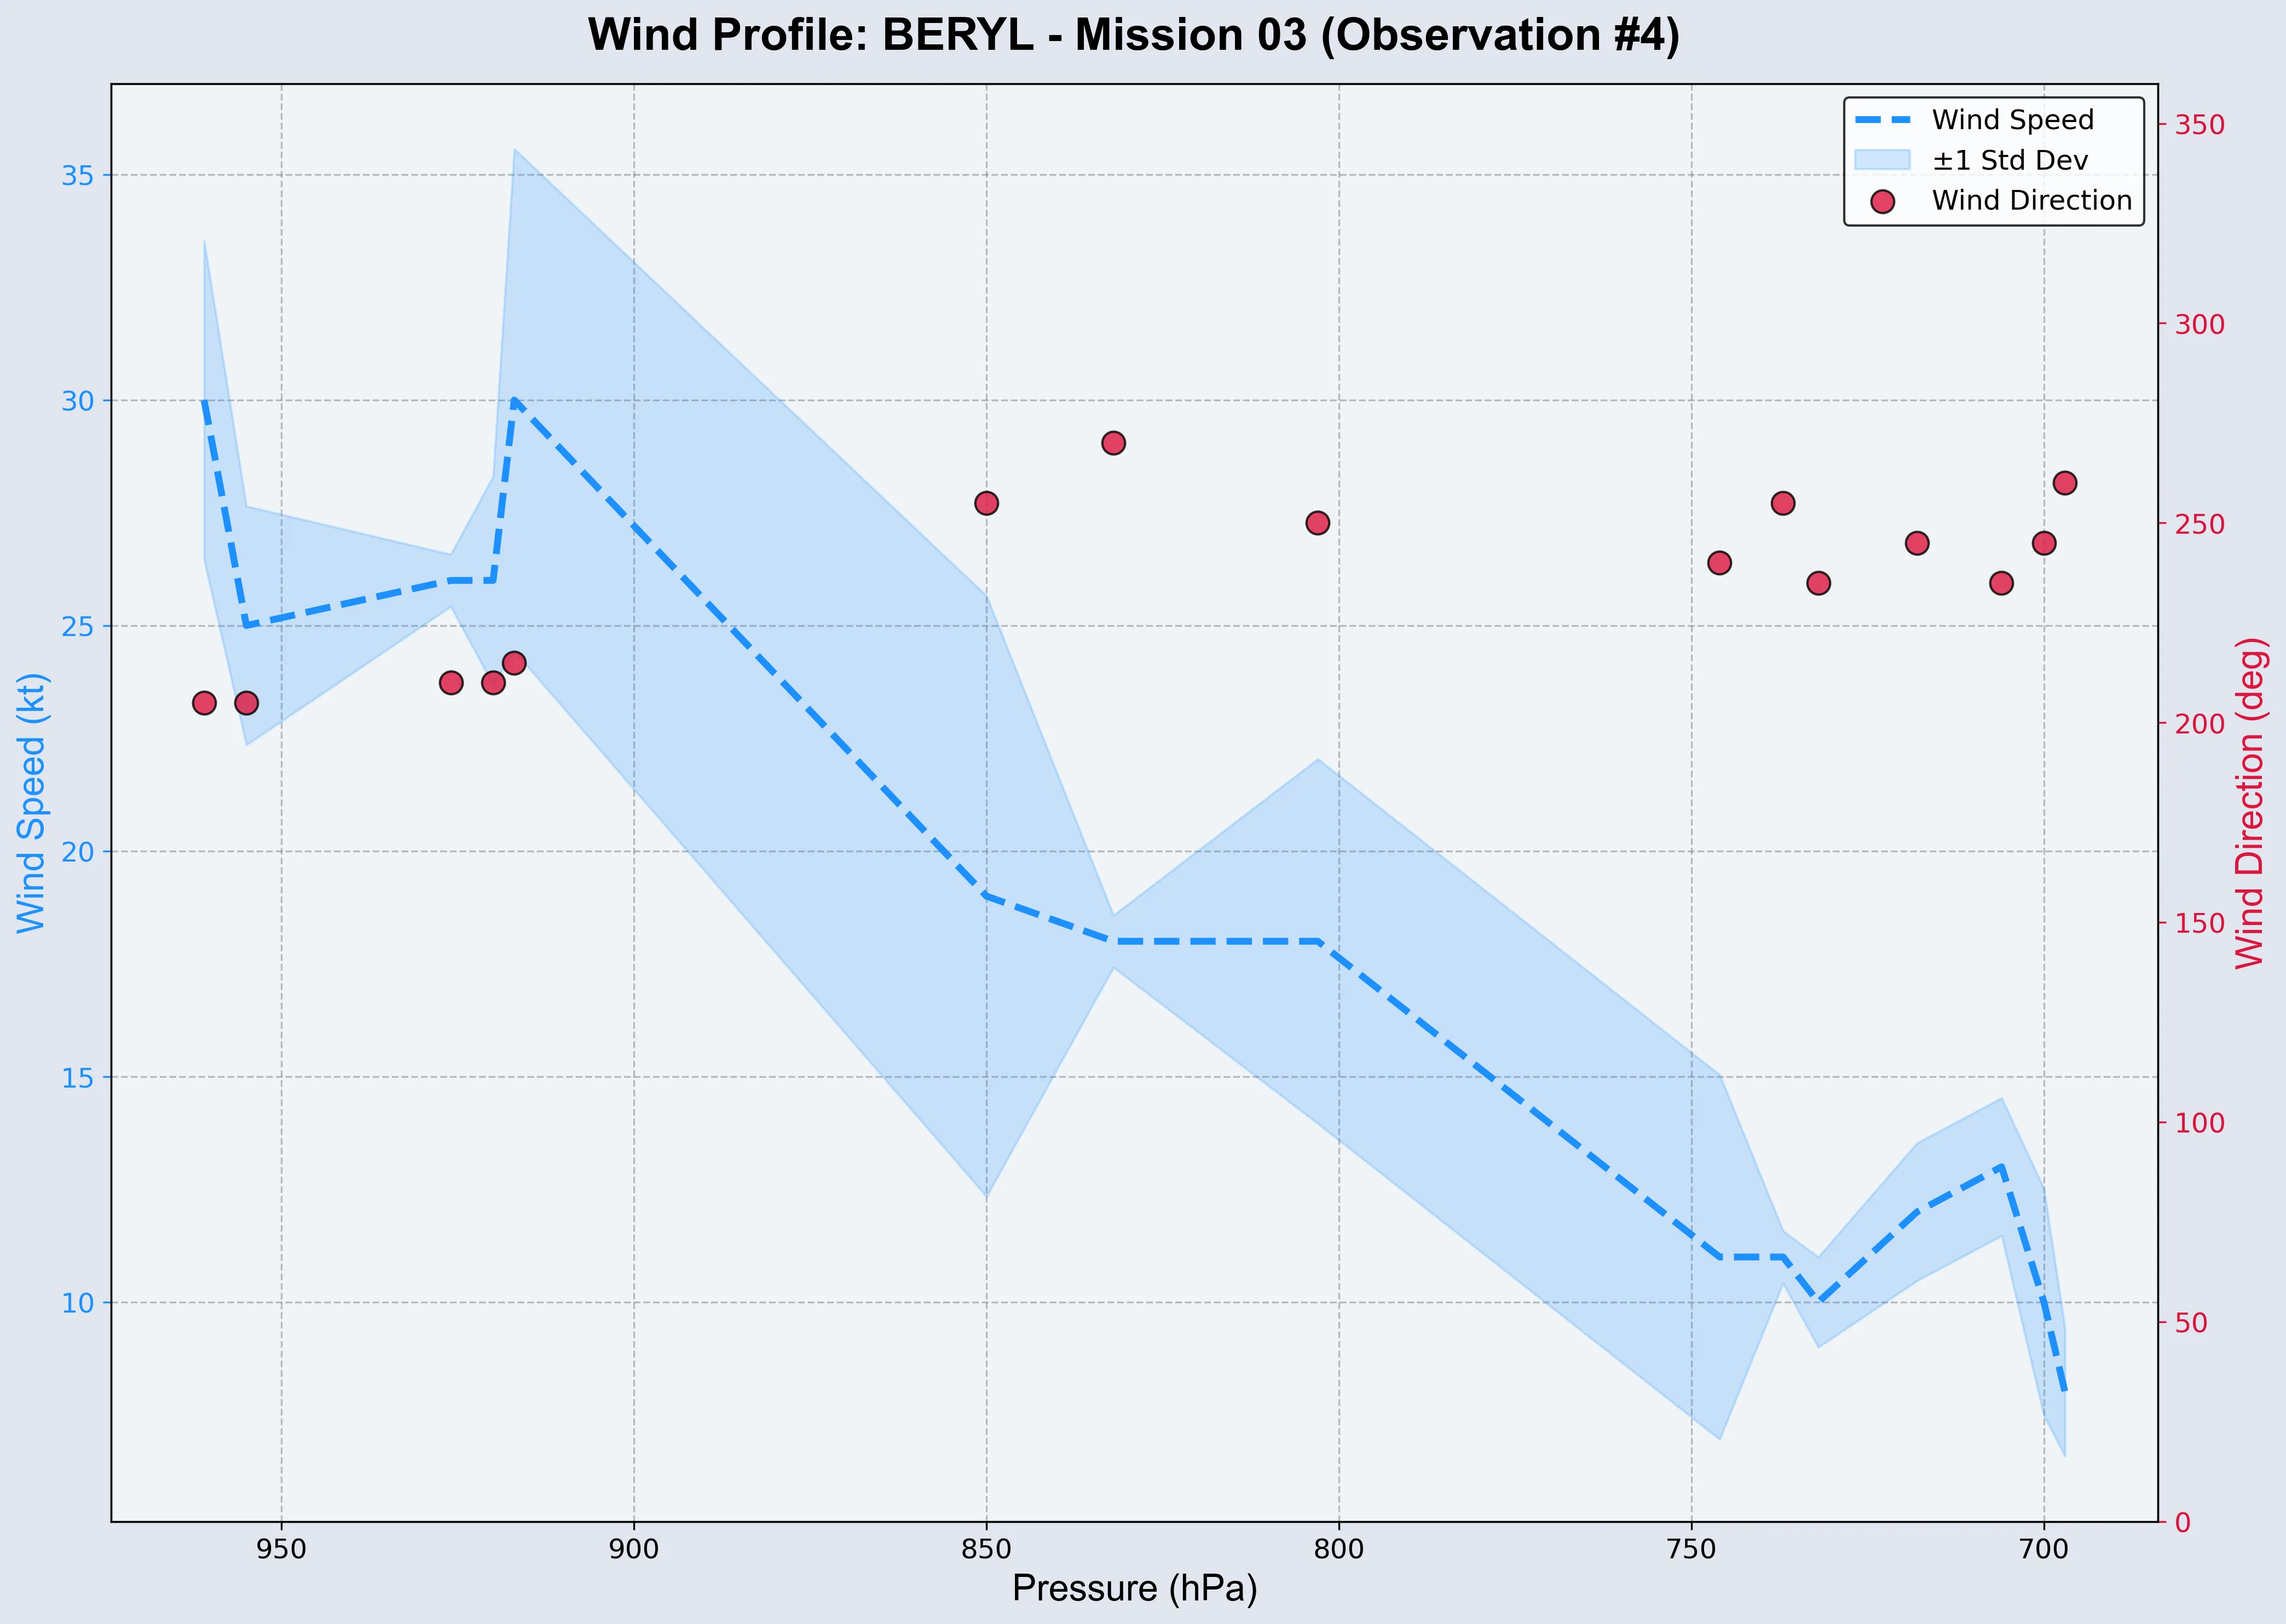 Wind Profile: BERYL - Mission 03 (Observation #4)
Wind Speed
±1 Std Dev
Wind Direction
Wind Speed (kt)
35
30
25
20
15
10
Wind Direction (deg)
350
300
250
200
150
100
50
0
950
900
850
800
750
700
Pressure (hPa)